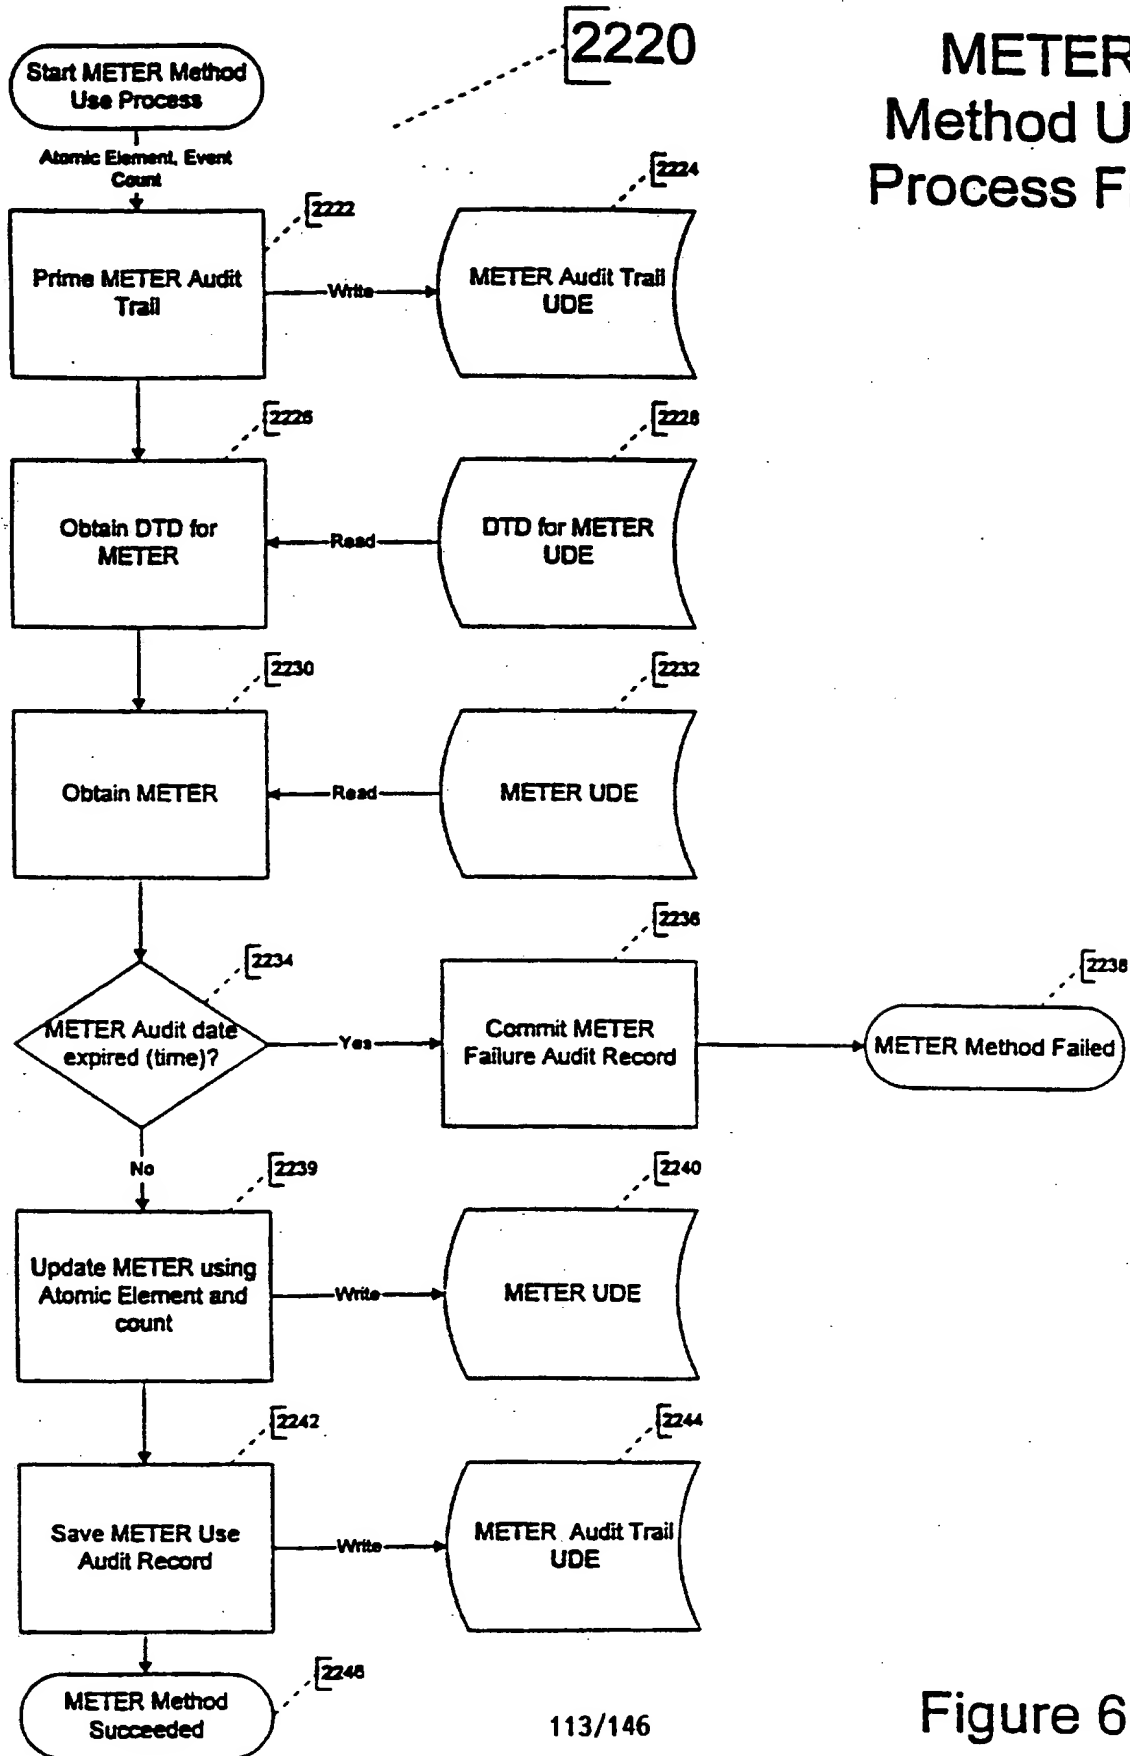 2220
METER
Method U
Process F
Start METER Method
Use Process
Atomic Element, Event
Count
2222
2224
Prime METER Audit
Trail
Write
METER Audit Trail
UDE
2226
2228
Obtain DTD for
METER
Read
DTD for METER
UDE
2230
2232
Obtain METER
Read
METER UDE
2234
2236
2238
METER Audit date
expired (time)?
Yes
Commit METER
Failure Audit Record
METER Method Failed
No
2239
2240
Update METER using
Atomic Element and
count
Write
METER UDE
2242
2244
Save METER Use
Audit Record
Write
METER Audit Trail
UDE
2246
METER Method
Succeeded
113/146
Figure 6